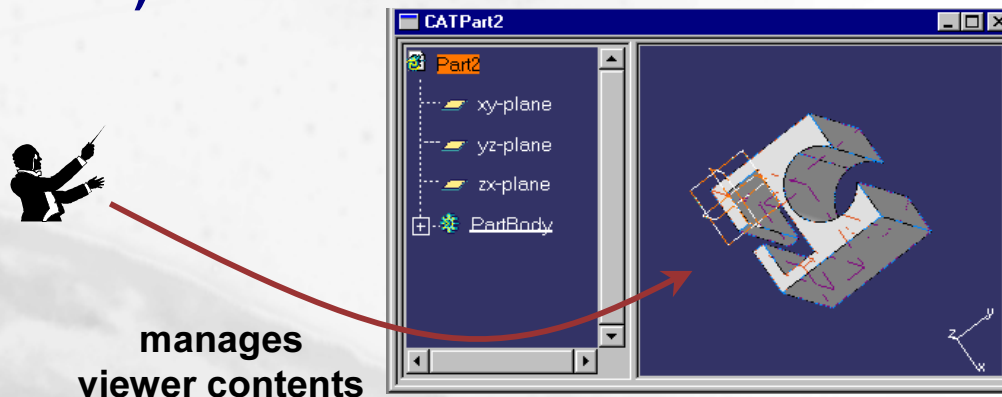 CATPart2
Part2
xy-plane
yz-plane
zx-plane
PartBody
manages
viewer contents
z
y
x